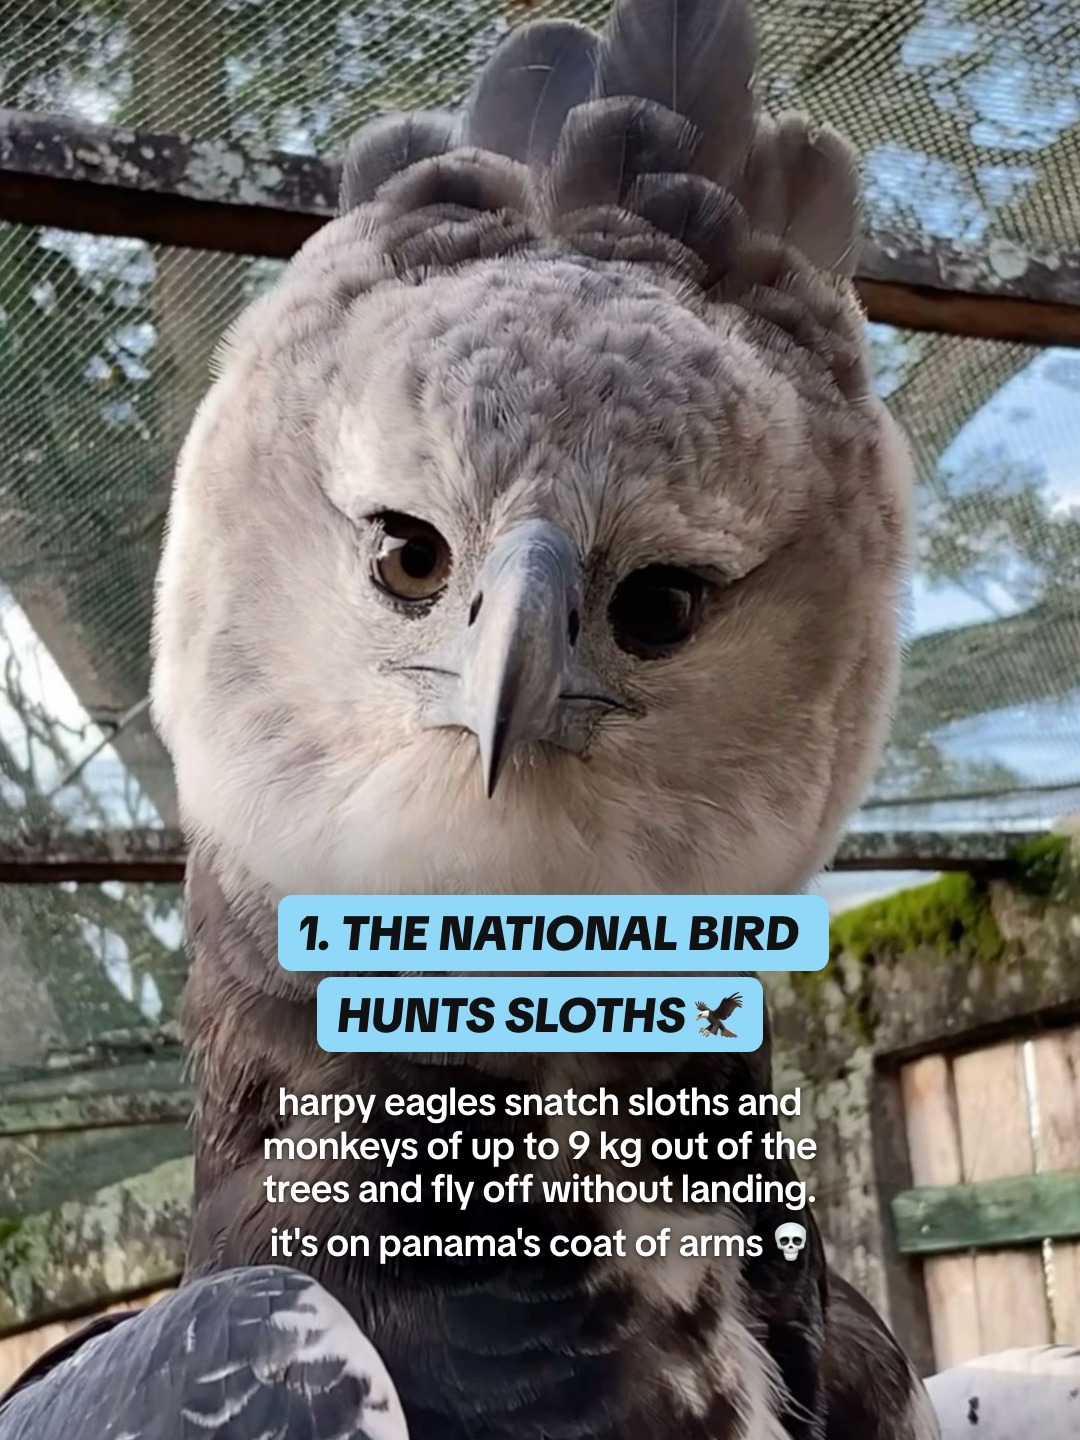 1. THE NATIONAL BIRD
HUNTS SLOTHS🦅
harpy eagles snatch sloths and
monkeys of up to 9 kg out of the
trees and fly off without landing.
it's on panama's coat of arms 💀